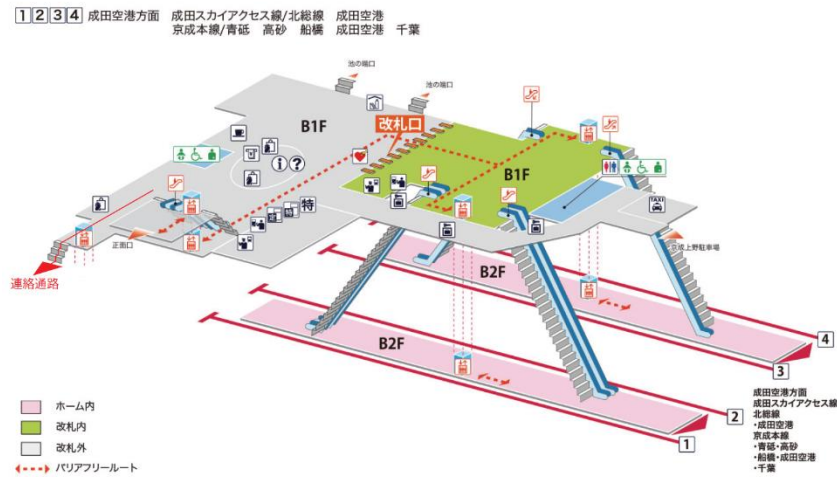 1 2 3 4 成田空港方面 成田スカイアクセス線/北総線 成田空港
京成本線/青砥 高砂 船橋 成田空港 千葉
池の端口
池の端口
B1F
改札口
B1F
i ?
特
TAXI
正面口
京成上野駐車場
連絡通路
B2F
B2F
4
3
2
1
成田空港方面
成田スカイアクセス線
北総線
・成田空港
京成本線
・青砥・高砂
・船橋・成田空港
・千葉
ホーム内
改札内
改札外
バリアフリールート